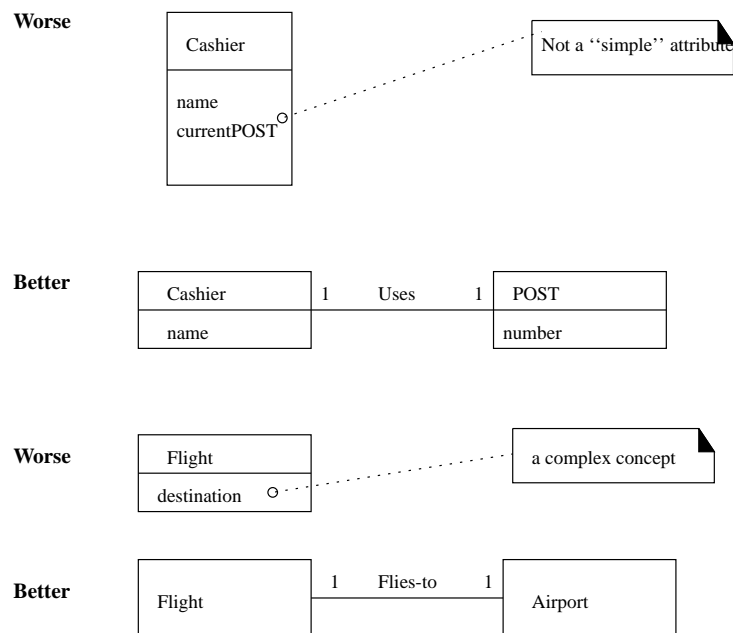 Worse
Cashier
Not a ‘‘simple’’ attribute
name
currentPOST
Better
Cashier 1 Uses 1 POST
name number
Worse
Flight
a complex concept
destination
Better
1 Flies-to 1
Flight Airport